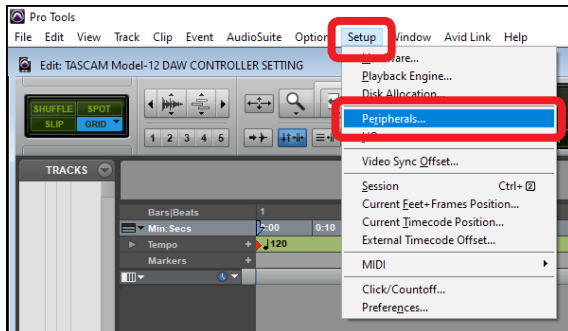 Pro Tools
File Edit View Track Clip Event AudioSuite Setup Window Avid Link Help
Edit: TASCAM Model-12 DAW CONTROLLER SETTING
Playback Engine...
Disk Allocation...
Peripherals...
Video Sync Offset...
Session Ctrl+2
Current Feet+Frames Position...
Current Timecode Position...
External Timecode Offset...
MIDI
Click/Countoff...
Preferences...
SHUFFLE SPOT
SLIP GRID
1 2 3 4 5
TRACKS
Bars|Beats 1
Min:Secs 0:10
Tempo 120
Markers